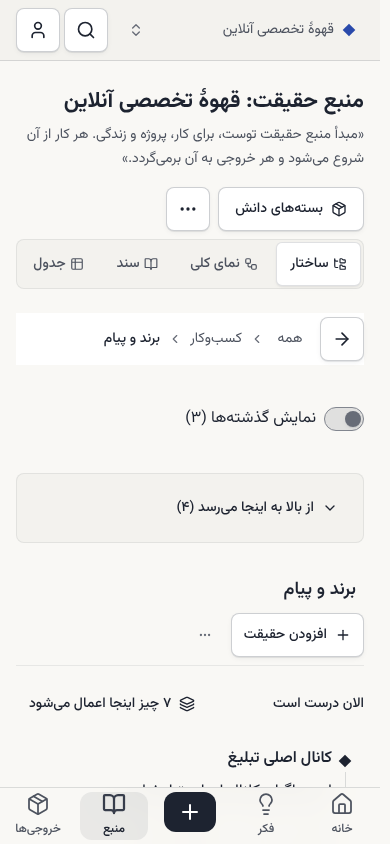 قهوهٔ تخصصی آنلاین
منبع حقیقت: قهوهٔ تخصصی آنلاین
«مبدأ منبع حقیقت توست، برای کار، پروژه و زندگی. هر کار از آن
شروع می‌شود و هر خروجی به آن برمی‌گردد.»
بسته‌های دانش
ساختار نمای کلی سند جدول
همه کسب‌وکار برند و پیام
نمایش گذشته‌ها (۳)
از بالا به اینجا می‌رسد (۴)
برند و پیام
افزودن حقیقت
الان درست است ۷ چیز اینجا اعمال می‌شود
کانال اصلی تبلیغ
خانه فکر منبع خروجی‌ها